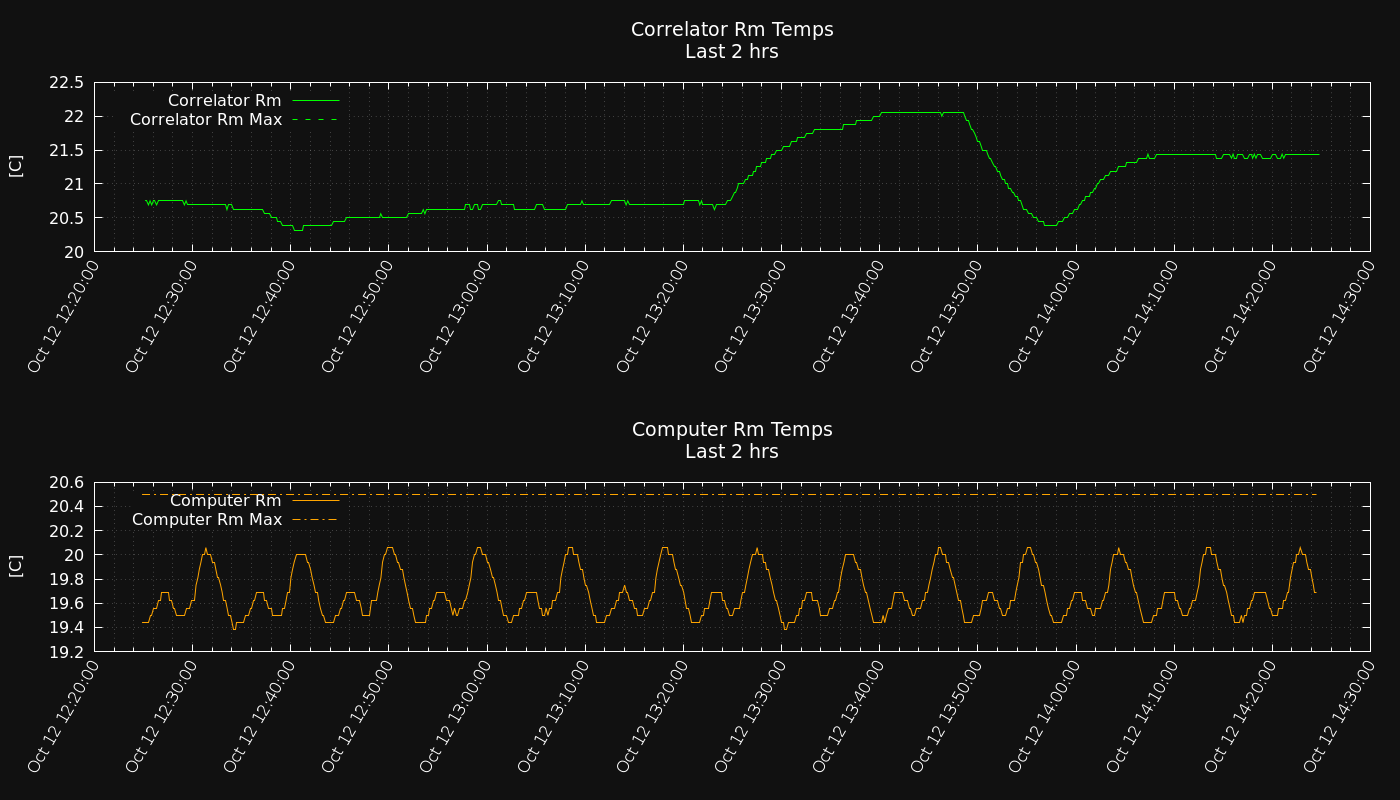 Correlator Rm Temps
Last 2 hrs
22.5
22
21.5
21
20.5
20
[C]
Correlator Rm
Correlator Rm Max
Oct 12 12:20:00
Oct 12 12:30:00
Oct 12 12:40:00
Oct 12 12:50:00
Oct 12 13:00:00
Oct 12 13:10:00
Oct 12 13:20:00
Oct 12 13:30:00
Oct 12 13:40:00
Oct 12 13:50:00
Oct 12 14:00:00
Oct 12 14:10:00
Oct 12 14:20:00
Oct 12 14:30:00
Computer Rm Temps
Last 2 hrs
20.6
20.4
20.2
20
19.8
19.6
19.4
19.2
[C]
Computer Rm
Computer Rm Max
Oct 12 12:20:00
Oct 12 12:30:00
Oct 12 12:40:00
Oct 12 12:50:00
Oct 12 13:00:00
Oct 12 13:10:00
Oct 12 13:20:00
Oct 12 13:30:00
Oct 12 13:40:00
Oct 12 13:50:00
Oct 12 14:00:00
Oct 12 14:10:00
Oct 12 14:20:00
Oct 12 14:30:00